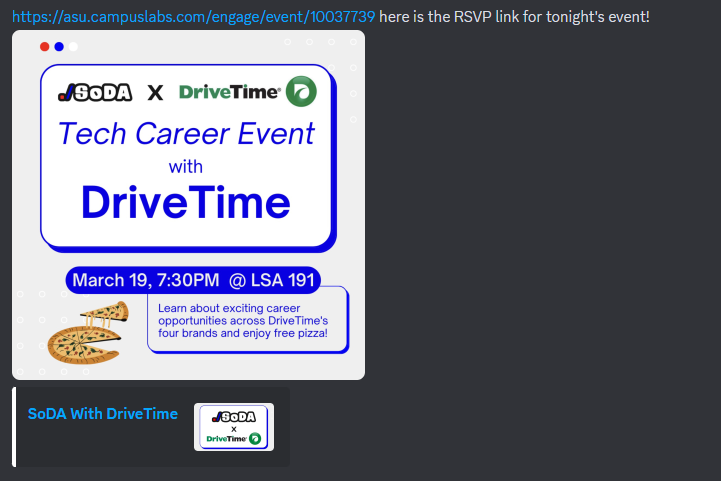 https://asu.campuslabs.com/engage/event/10037739 here is the RSVP link for tonight's event!
SoDA X DriveTime
Tech Career Event
with
DriveTime
March 19, 7:30PM @ LSA 191
Learn about exciting career
opportunities across DriveTime's
four brands and enjoy free pizza!
SoDA With DriveTime
SoDA
X
DriveTime